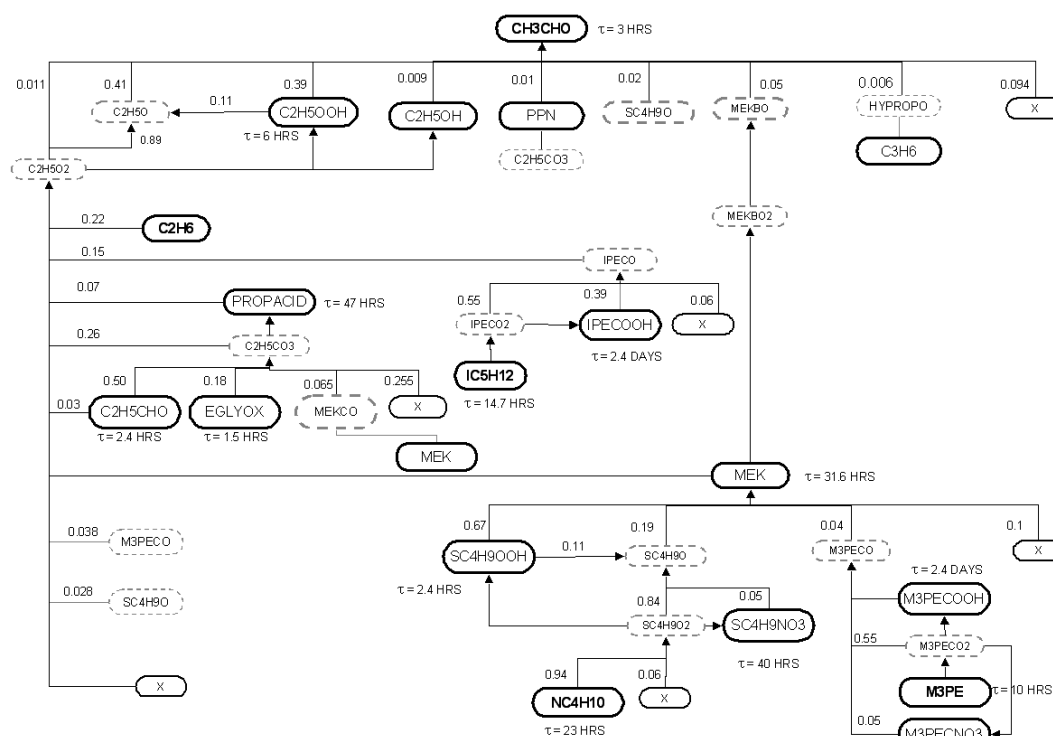 CH3CHO τ = 3 HRS
0.011 0.41 0.39 0.009 0.01 0.02 0.05 0.006 0.094
C2H5O 0.11 C2H5OOH C2H5OH PPN SC4H9O MEKBO HYPROPO X
τ = 6 HRS
0.89
C2H5O2 C2H5CO3 C3H6
0.22 C2H6 MEKBO2
0.15 IPECO
0.07 PROPACID τ = 47 HRS 0.55 0.39 0.06
IPECO2 IPECOOH X
0.26 C2H5CO3
τ = 2.4 DAYS
IC5H12
τ = 14.7 HRS
0.50 0.18 0.065 0.255
0.03 C2H5CHO EGLYOX MEKCO X
τ = 2.4 HRS τ = 1.5 HRS
MEK
MEK τ = 31.6 HRS
0.67 0.19 0.04 0.1
0.038 M3PECO
SC4H9OOH 0.11 SC4H9O M3PECO X
τ = 2.4 HRS τ = 2.4 DAYS
0.028 SC4H9O
0.84 0.05 M3PECOOH
SC4H9O2 SC4H9NO3 0.55 M3PECO2
τ = 40 HRS
X 0.94 0.06
NC4H10 X M3PE τ = 10 HRS
τ = 23 HRS
0.05 M3PECNO3